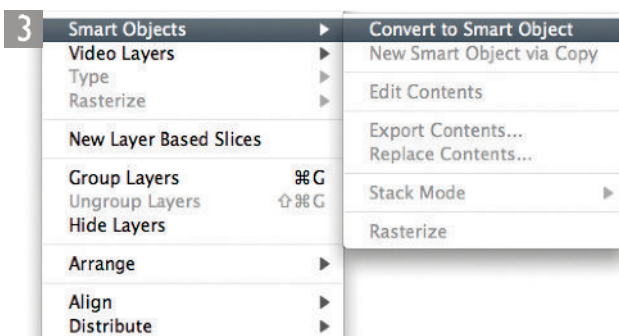 3
Smart Objects
Video Layers
Type
Rasterize
New Layer Based Slices
Group Layers ⌘G
Ungroup Layers ⇧⌘G
Hide Layers
Arrange
Align
Distribute
Convert to Smart Object
New Smart Object via Copy
Edit Contents
Export Contents...
Replace Contents...
Stack Mode
Rasterize